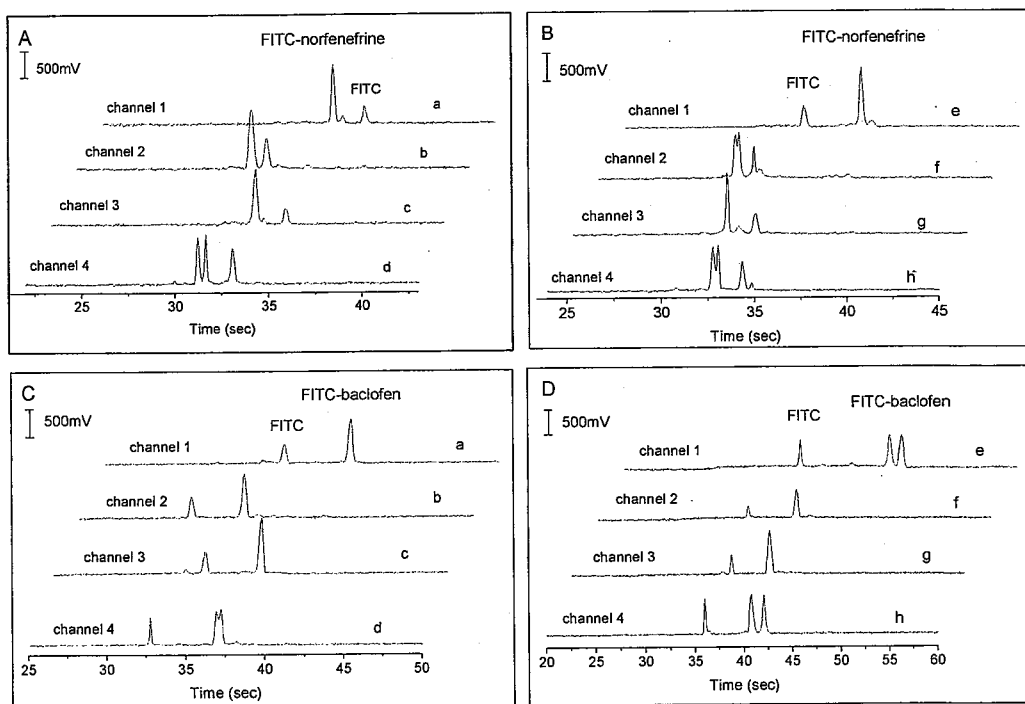 A
FITC-norfenefrine
500mV
FITC
channel 1
a
channel 2
b
channel 3
c
channel 4
d
25 30 35 40
Time (sec)
B
FITC-norfenefrine
500mV
FITC
channel 1
e
channel 2
f
channel 3
g
channel 4
h
25 30 35 40 45
Time (sec)
C
FITC-baclofen
500mV
FITC
channel 1
a
channel 2
b
channel 3
c
channel 4
d
25 30 35 40 45 50
Time (sec)
D
FITC FITC-baclofen
500mV
channel 1
e
channel 2
f
channel 3
g
channel 4
h
20 25 30 35 40 45 50 55 60
Time (sec)